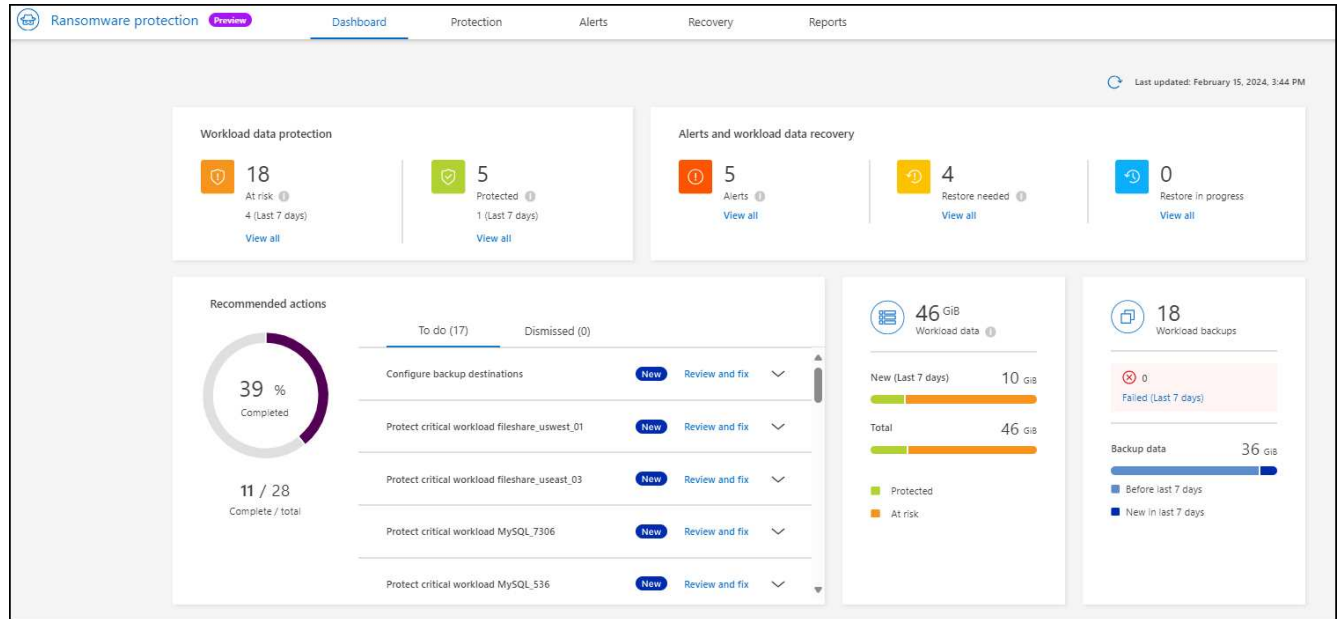 Ransomware protection Preview Dashboard Protection Alerts Recovery Reports
Last updated: February 15, 2024, 3:44 PM
Workload data protection
18
At risk
4 (Last 7 days)
View all
5
Protected
1 (Last 7 days)
View all
Alerts and workload data recovery
5
Alerts
View all
4
Restore needed
View all
0
Restore in progress
View all
Recommended actions
39 %
Completed
11 / 28
Complete / total
To do (17) Dismissed (0)
Configure backup destinations New Review and fix
Protect critical workload fileshare_uswest_01 New Review and fix
Protect critical workload fileshare_useast_03 New Review and fix
Protect critical workload MySQL_7306 New Review and fix
Protect critical workload MySQL_536 New Review and fix
46 GiB
Workload data
New (Last 7 days) 10 GiB
Total 46 GiB
Protected
At risk
18
Workload backups
0
Failed (Last 7 days)
Backup data 36 GiB
Before last 7 days
New in last 7 days